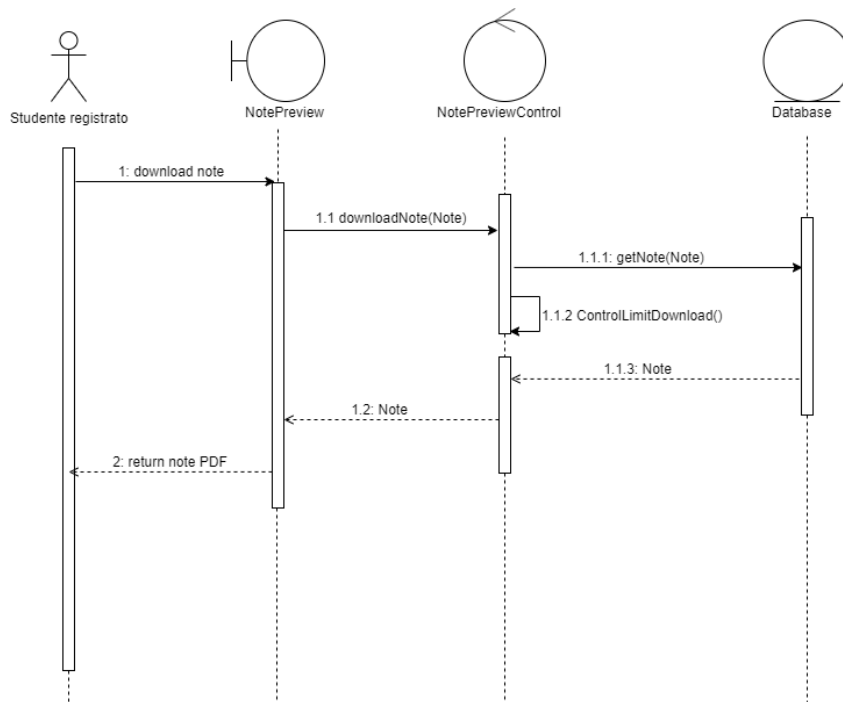 Studente registrato
NotePreview
NotePreviewControl
Database
1: download note
1.1 downloadNote(Note)
1.1.1: getNote(Note)
1.1.2 ControlLimitDownload()
1.1.3: Note
1.2: Note
2: return note PDF